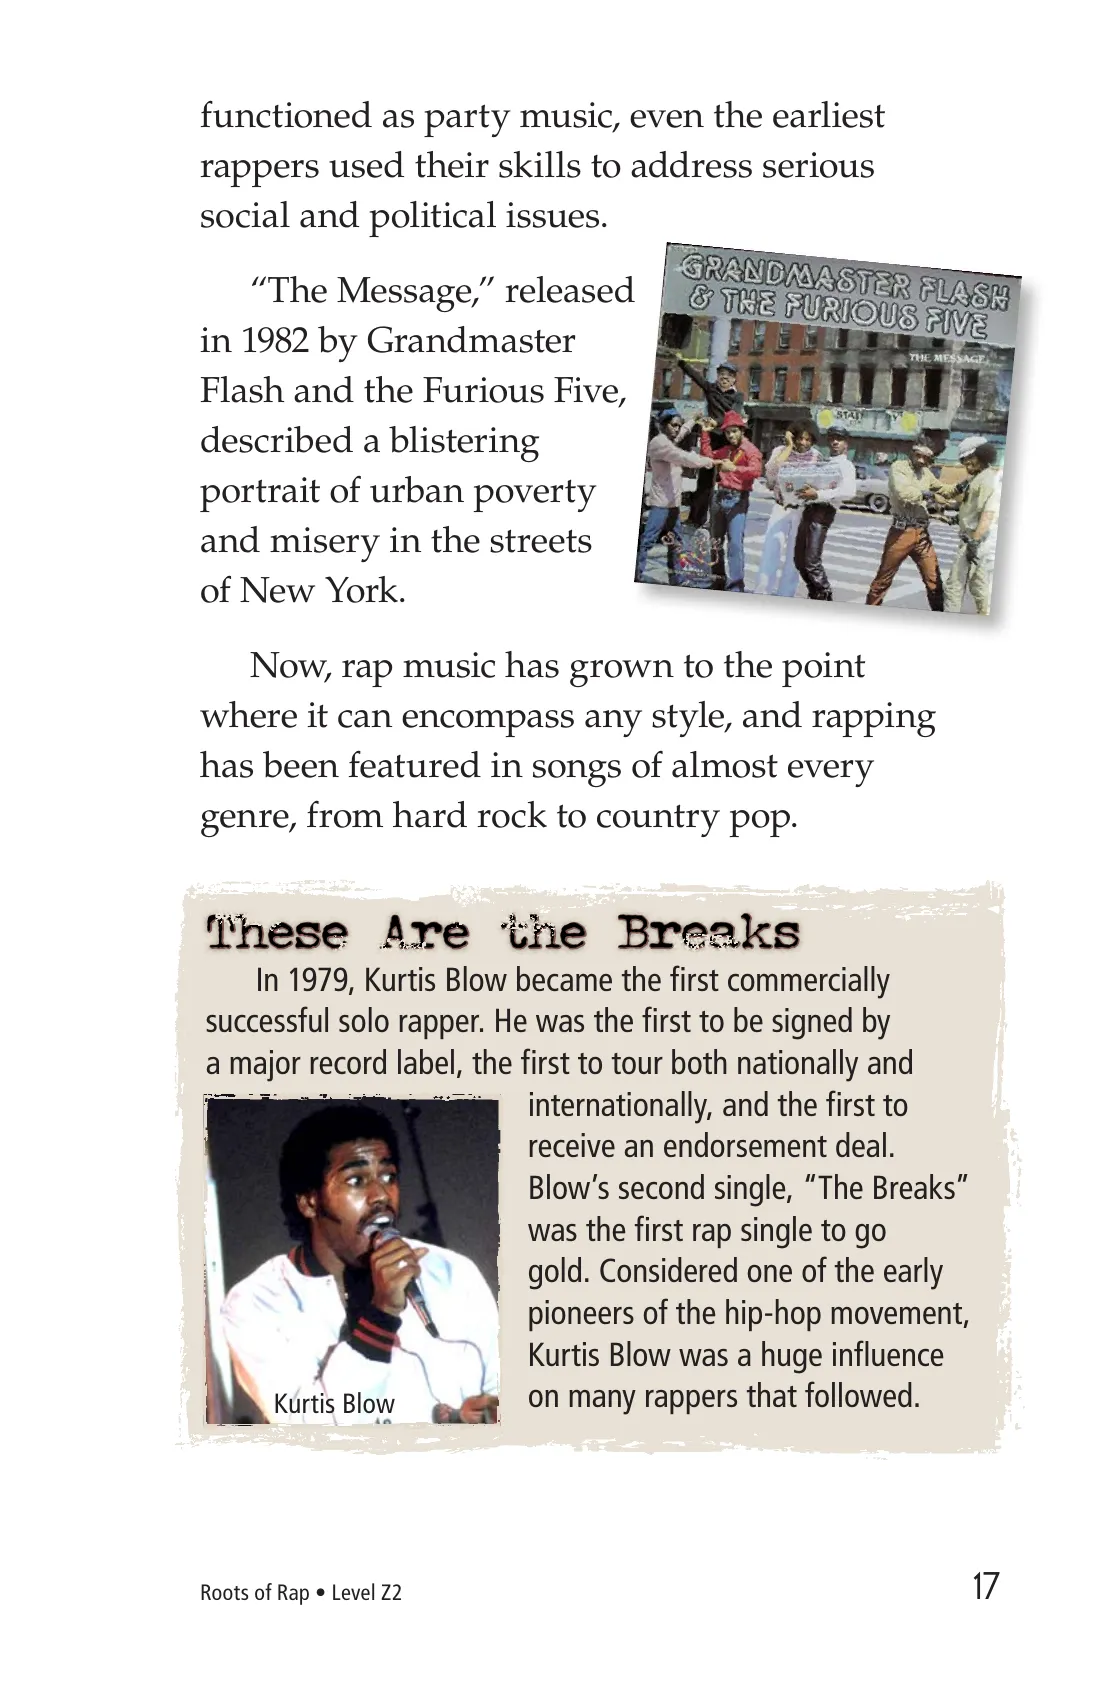 functioned as party music, even the earliest
rappers used their skills to address serious
social and political issues.
“The Message,” released
in 1982 by Grandmaster
Flash and the Furious Five,
described a blistering
portrait of urban poverty
and misery in the streets
of New York.
GRANDMASTER FLASH
& THE FURIOUS FIVE
THE MESSAGE
Now, rap music has grown to the point
where it can encompass any style, and rapping
has been featured in songs of almost every
genre, from hard rock to country pop.
These Are the Breaks
In 1979, Kurtis Blow became the first commercially
successful solo rapper. He was the first to be signed by
a major record label, the first to tour both nationally and
internationally, and the first to
receive an endorsement deal.
Blow’s second single, “The Breaks”
was the first rap single to go
gold. Considered one of the early
pioneers of the hip-hop movement,
Kurtis Blow was a huge influence
on many rappers that followed.
Kurtis Blow
Roots of Rap • Level Z2
17